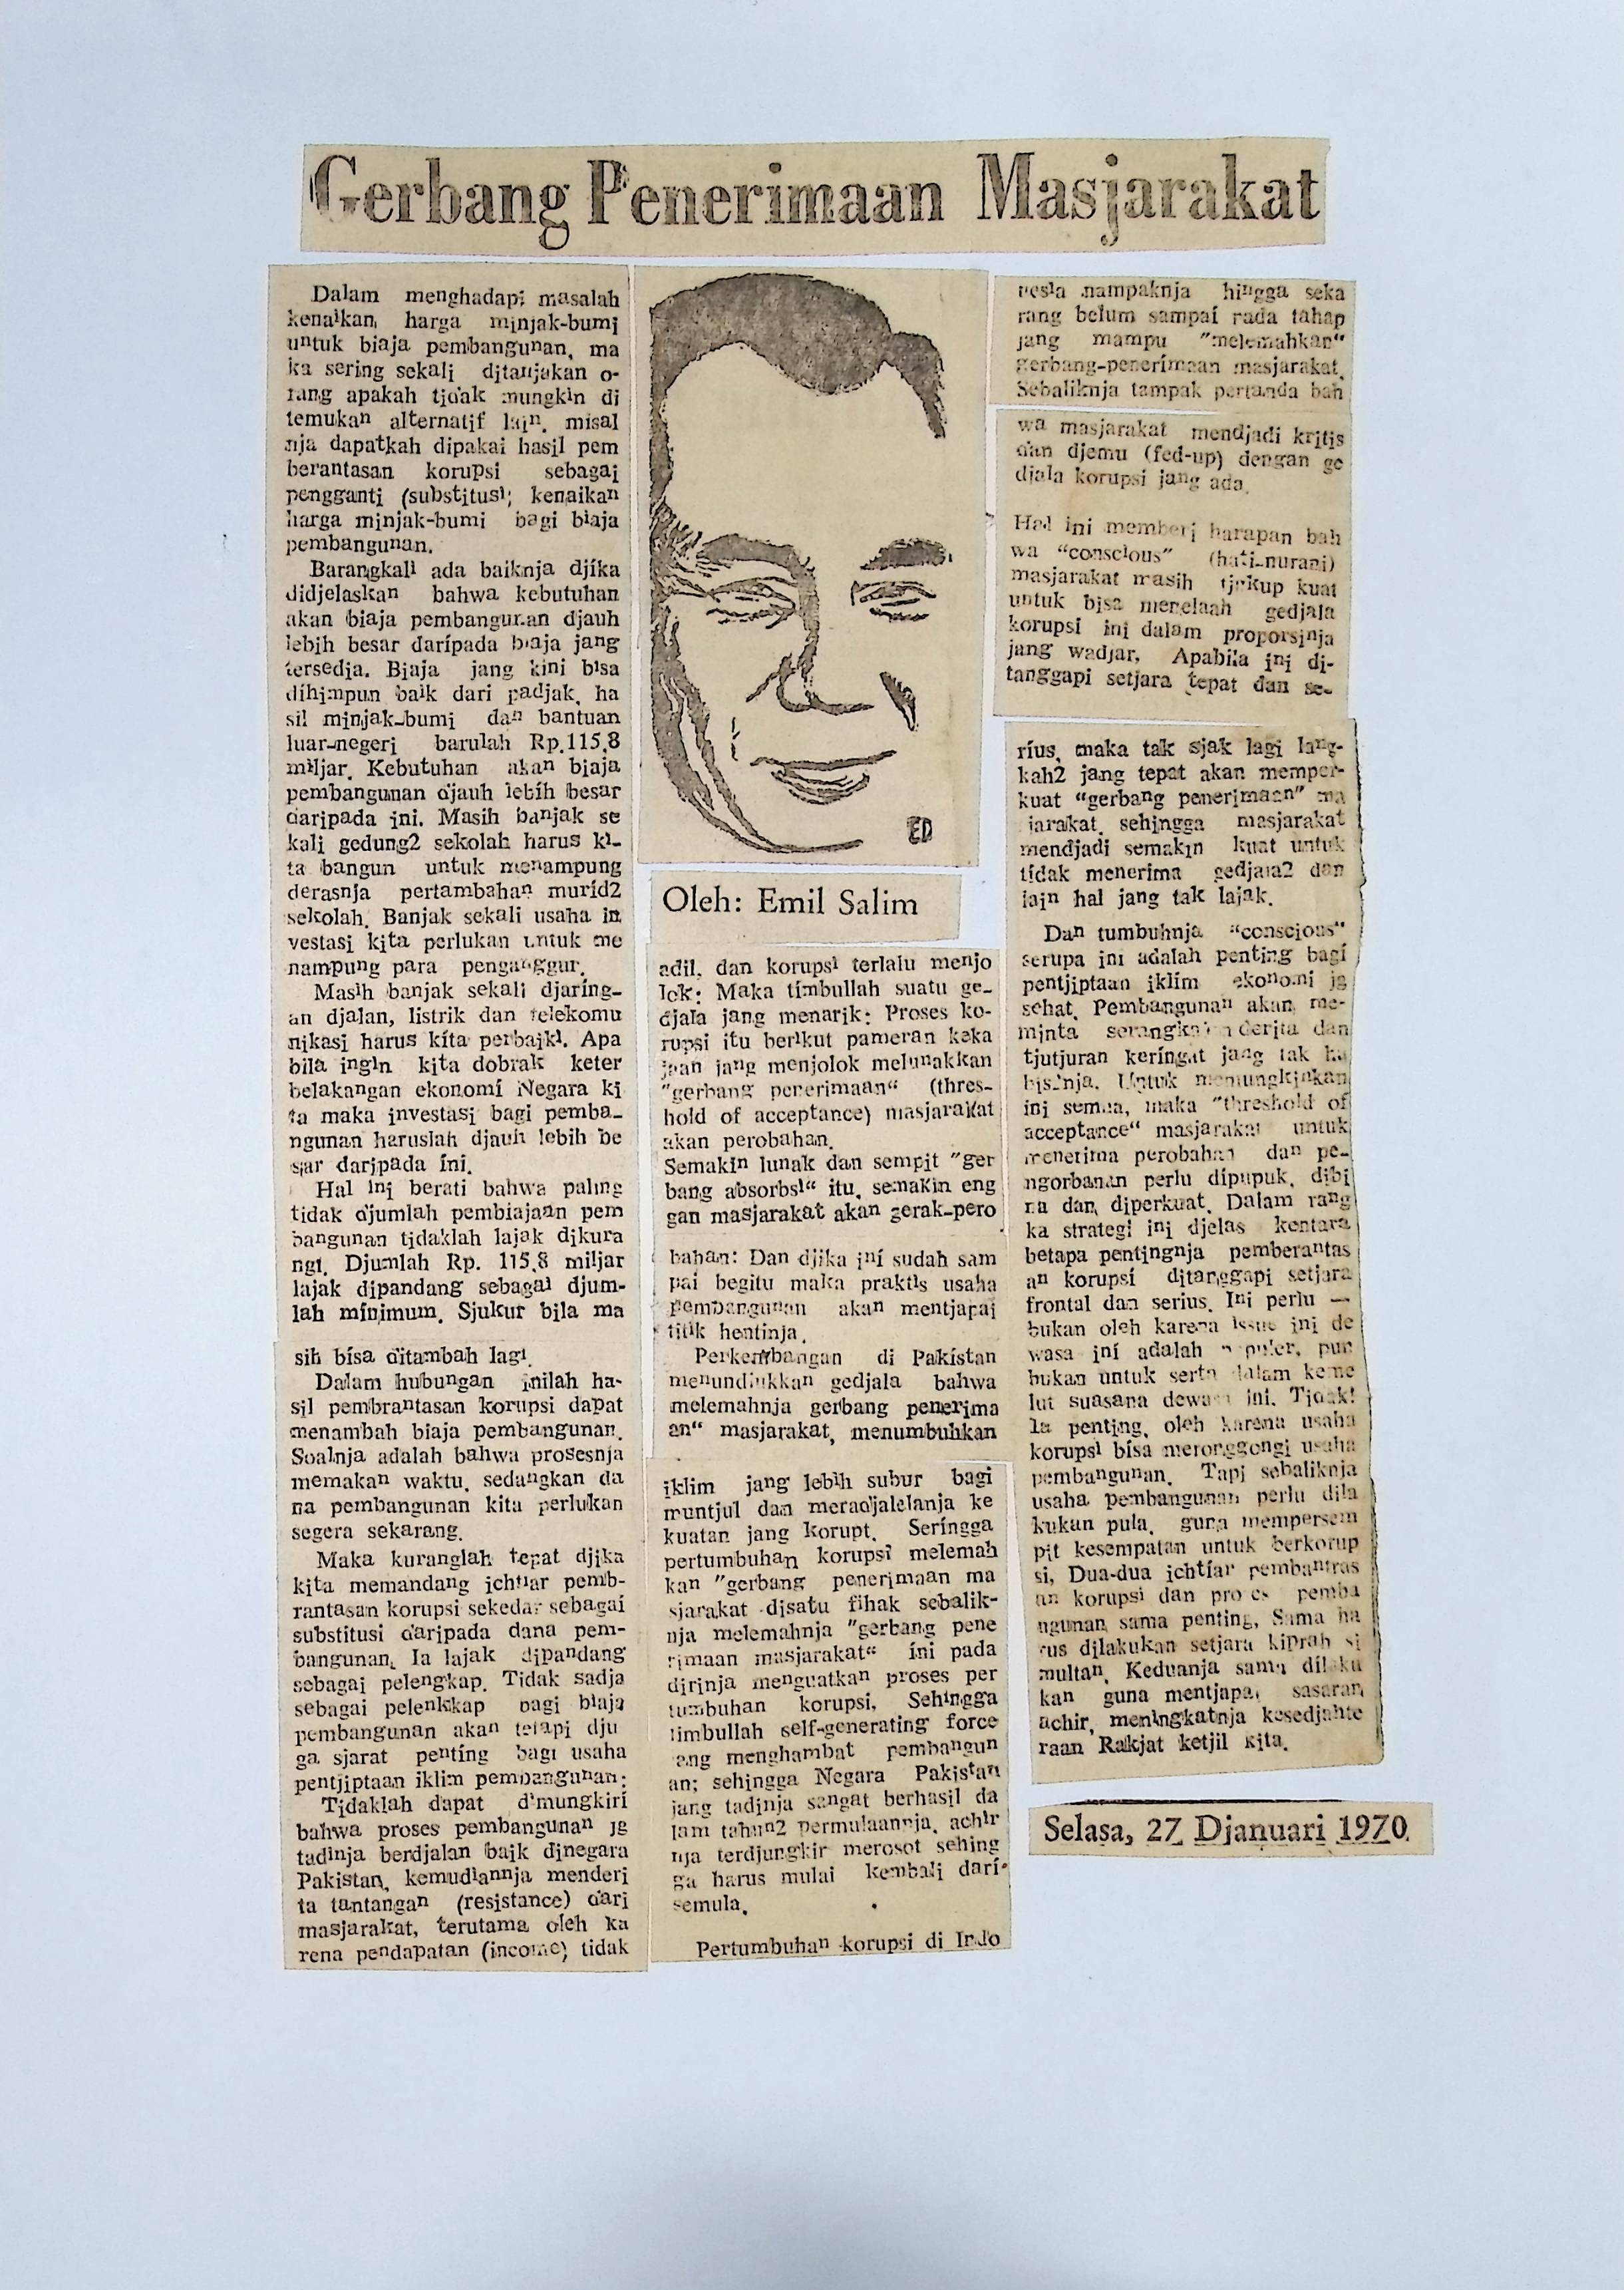 Gerbang Penerimaan Masjarakat
Dalam menghadapi masalah
kenaikan harga minjak-bumi
untuk biaja pembangunan, ma
ka sering sekali ditanjakan o-
rang apakah tidak mungkin di
temukan alternatif lain, misal
nja dapatkah dipakai hasil pem
berantasan korupsi sebagai
pengganti (substitusi; kenaikan
harga minjak-bumi bagi biaja
pembangunan.
Barangkali ada baiknja djika
didjelaskan bahwa kebutuhan
akan biaja pembangunan djauh
lebih besar daripada biaja jang
tersedia. Biaja jang kini bisa
dihimpun baik dari padjak, ha
sil minjak-bumi dan bantuan
luar-negeri barulah Rp.115,8
miljar. Kebutuhan akan biaja
pembangunan djauh lebih besar
daripada ini. Masih banjak se
kali gedung2 sekolah harus ki-
ta bangun untuk menampung
derasnja pertambahan murid2
sekolah. Banjak sekali usaha in
vestasi kita perlukan untuk me
nampung para penganggur.
Masih banjak sekali djaring-
an djalan, listrik dan telekomu
nikasi harus kita perbaiki. Apa
bila ingin kita dobrak keter
belakangan ekonomi Negara ki
ta maka investasi bagi pemba-
ngunan haruslah djauh lebih be
sar daripada ini.
Hal ini berati bahwa paling
tidak djumlah pembiajaan pem
bangunan tidaklah lajak dikura
ngi. Djumlah Rp. 115,8 miljar
lajak dipandang sebagai djum-
lah minimum. Sjukur bila ma
sih bisa ditambah lagi.
Dalam hubungan inilah ha-
sil pembrantasan korupsi dapat
menambah biaja pembangunan.
Soalnja adalah bahwa prosesnja
memakan waktu, sedangkan da
na pembangunan kita perlukan
segera sekarang.
Maka kuranglah tepat djika
kita memandang ichtiar pemb-
rantasan korupsi sekedar sebagai
substitusi daripada dana pem-
bangunan. Ia lajak dipandang
sebagai pelengkap. Tidak sadja
sebagai pelenkkap bagi biaja
pembangunan akan tetapi dju
ga sjarat penting bagi usaha
pentjiptaan iklim pembangunan:
Tidaklah dapat dimungkiri
bahwa proses pembangunan jg
tadinja berdjalan baik dinegara
Pakistan, kemudiannja menderi
ta tantangan (resistance) dari
masjarakat, terutama oleh ka
rena pendapatan (income) tidak
ED
Oleh: Emil Salim
adil, dan korupsi terlalu menjo
lok: Maka timbullah suatu ge-
djala jang menarik: Proses ko-
rupsi itu berikut pameran keka
jaan jang menjolok melunakkan
"gerbang penerimaan" (thres-
hold of acceptance) masjarakat
akan perobahan.
Semakin lunak dan sempit "ger
bang absorbsi" itu, semakin eng
gan masjarakat akan gerak-pero
bahan: Dan djika ini sudah sam
pai begitu maka praktis usaha
pembangunan akan mentjapai
titik hentinja.
Perkembangan di Pakistan
menundjukkan gedjala bahwa
melemahnja gerbang penerima
an" masjarakat, menumbuhkan
iklim jang lebih subur bagi
muntjul dan meradjalelanja ke
kuatan jang korupt. Seringga
pertumbuhan korupsi melemah
kan "gerbang penerimaan ma
sjarakat disatu fihak sebalik-
nja melemahnja "gerbang pene
rimaan masjarakat" ini pada
dirinja menguatkan proses per
tumbuhan korupsi. Sehingga
timbullah self-generating force
ang menghambat pembangun
an; sehingga Negara Pakistan
jang tadinja sangat berhasil da
lam tahun2 permulaannja, achir
nja terdjungkir merosot sehing
ga harus mulai kembali dari
semula.
Pertumbuhan korupsi di Indo
nesia nampaknja hingga seka
rang belum sampai rada tahap
jang mampu "melemahkan"
gerbang-penerimaan masjarakat.
Sebaliknja tampak pertanda bah
wa masjarakat mendjadi kritis
dan djemu (fed-up) dengan ge
djala korupsi jang ada.
Hal ini memberi harapan bah
wa "conscious" (hati-nurani)
masjarakat masih tjukup kuat
untuk bisa menelaah gedjala
korupsi ini dalam proporsinja
jang wadjar. Apabila ini di-
tanggapi setjara tepat dan se-
rius, maka tak sjak lagi lang-
kah2 jang tepat akan memper-
kuat "gerbang penerimaan" ma
jarakat, sehingga masjarakat
mendjadi semakin kuat untuk
tidak menerima gedjala2 dan
lain hal jang tak lajak.
Dan tumbuhnja "conscious"
serupa ini adalah penting bagi
pentjiptaan iklim ekonomi jg
sehat. Pembangunan akan me-
minta serangkaian derita dan
tjutjuran keringat jang tak ha
bis2nja. Untuk memungkinkan
ini semua, maka "threshold of
acceptance" masjarakat untuk
menerima perobahan dan pe-
ngorbanan perlu dipupuk, dibi
na dan diperkuat. Dalam rang
ka strategi ini djelas kentara
betapa pentingnja pemberantas
an korupsi ditanggapi setjara
frontal dan serius. Ini perlu —
bukan oleh karena issue ini de
wasa ini adalah populer, pun
bukan untuk serta dalam keme
lut suasana dewasa ini. Tidak!
Ia penting, oleh karena usaha
korupsi bisa meronggongi usaha
pembangunan. Tapi sebaliknja
usaha pembangunan perlu dila
kukan pula, guna mempersem
pit kesempatan untuk berkorup
si. Dua-dua ichtiar pembantras
an korupsi dan proces pemba
ngunan sama penting. Sama ha
rus dilakukan setjara kiprah si
multan. Keduanja sama dilaku
kan guna mentjapai sasaran
achir, meningkatnja kesedjahte
raan Rakjat ketjil kita.
Selasa, 27 Djanuari 1970